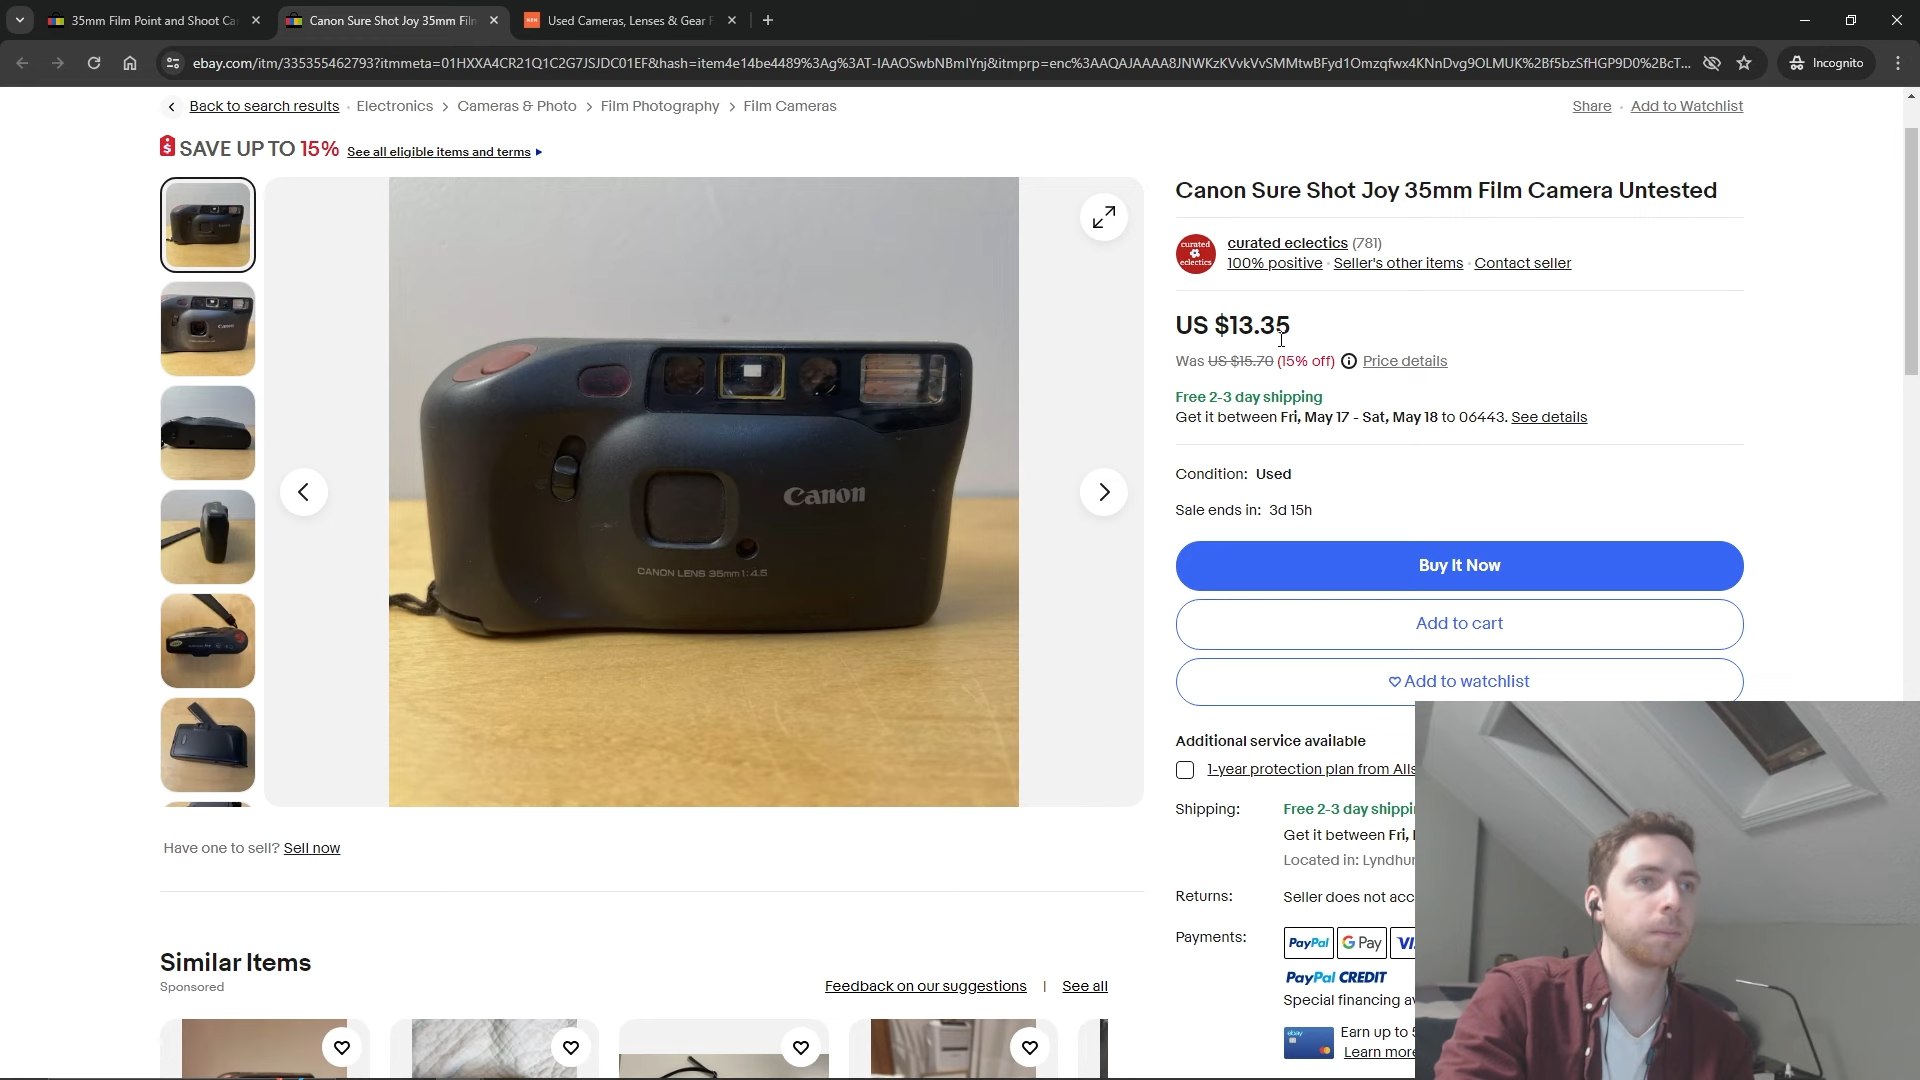 35mm Film Point and Shoot Ca
Canon Sure Shot Joy 35mm Film
Used Cameras, Lenses & Gear F
ebay.com/itm/335355462793?itmmeta=01HXXA4CR21Q1C2G7JSJDC01EF&hash=item4e14be4489%3Ag%3AT-IAAOSwbNBmIYnj&itmprp=enc%3AAQAJAAAA8JNWKzKVvkVvSMMtwBFyd1Omzqfwx4KNnDvg9OLMUK%2Bf5bzSfHGP9D0%2BcT...
Incognito
Back to search results
Electronics > Cameras & Photo > Film Photography > Film Cameras
Share
Add to Watchlist
SAVE UP TO 15% See all eligible items and terms
Canon Sure Shot Joy 35mm Film Camera Untested
curated
eclectics
curated eclectics (781)
100% positive · Seller's other items · Contact seller
US $13.35
Was US $15.70 (15% off) Price details
Free 2-3 day shipping
Get it between Fri, May 17 - Sat, May 18 to 06443. See details
Condition: Used
Sale ends in: 3d 15h
Buy It Now
Add to cart
Add to watchlist
Canon
CANON LENS 35mm 1:4.5
Additional service available
1-year protection plan from Alls
Shipping: Free 2-3 day shippin
Get it between Fri,
Located in: Lyndhur
Returns: Seller does not acc
Payments: PayPal G Pay VI
PayPal CREDIT
Special financing av
ebay
Earn up to 5
Learn more
Have one to sell? Sell now
Similar Items
Sponsored
Feedback on our suggestions | See all